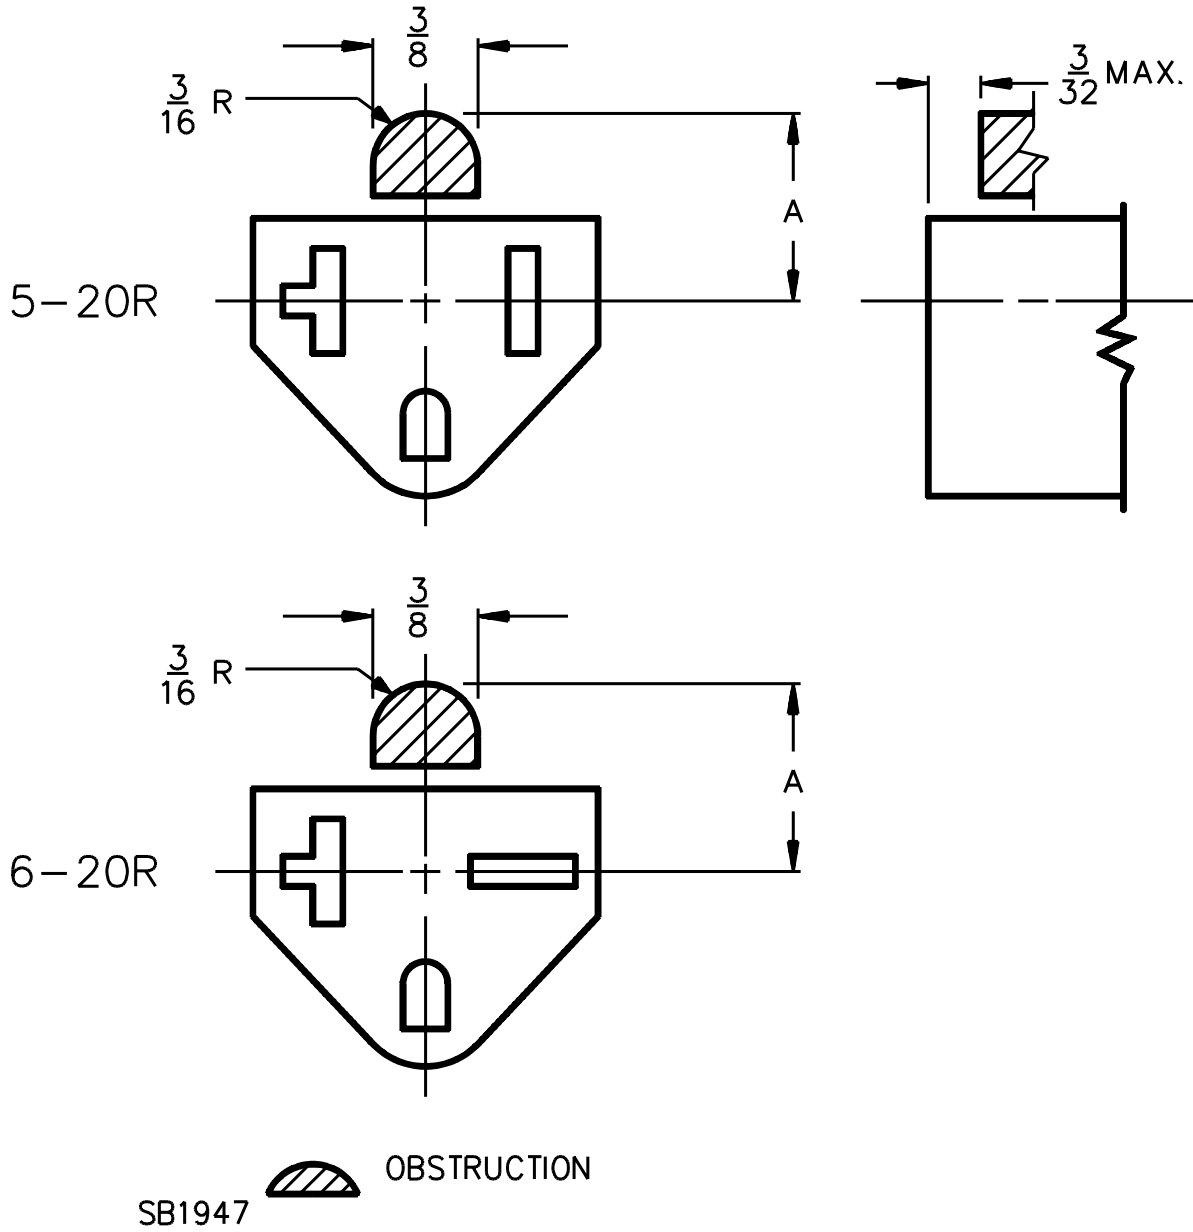 3/8
3/16 R
3/32 MAX.
A
5-20R
3/8
3/16 R
A
6-20R
OBSTRUCTION
SB1947